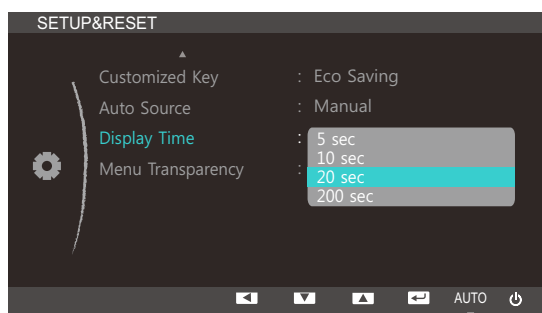 SETUP&RESET
Customized Key : Eco Saving
Auto Source : Manual
Display Time : 5 sec
10 sec
Menu Transparency : 20 sec
200 sec
AUTO